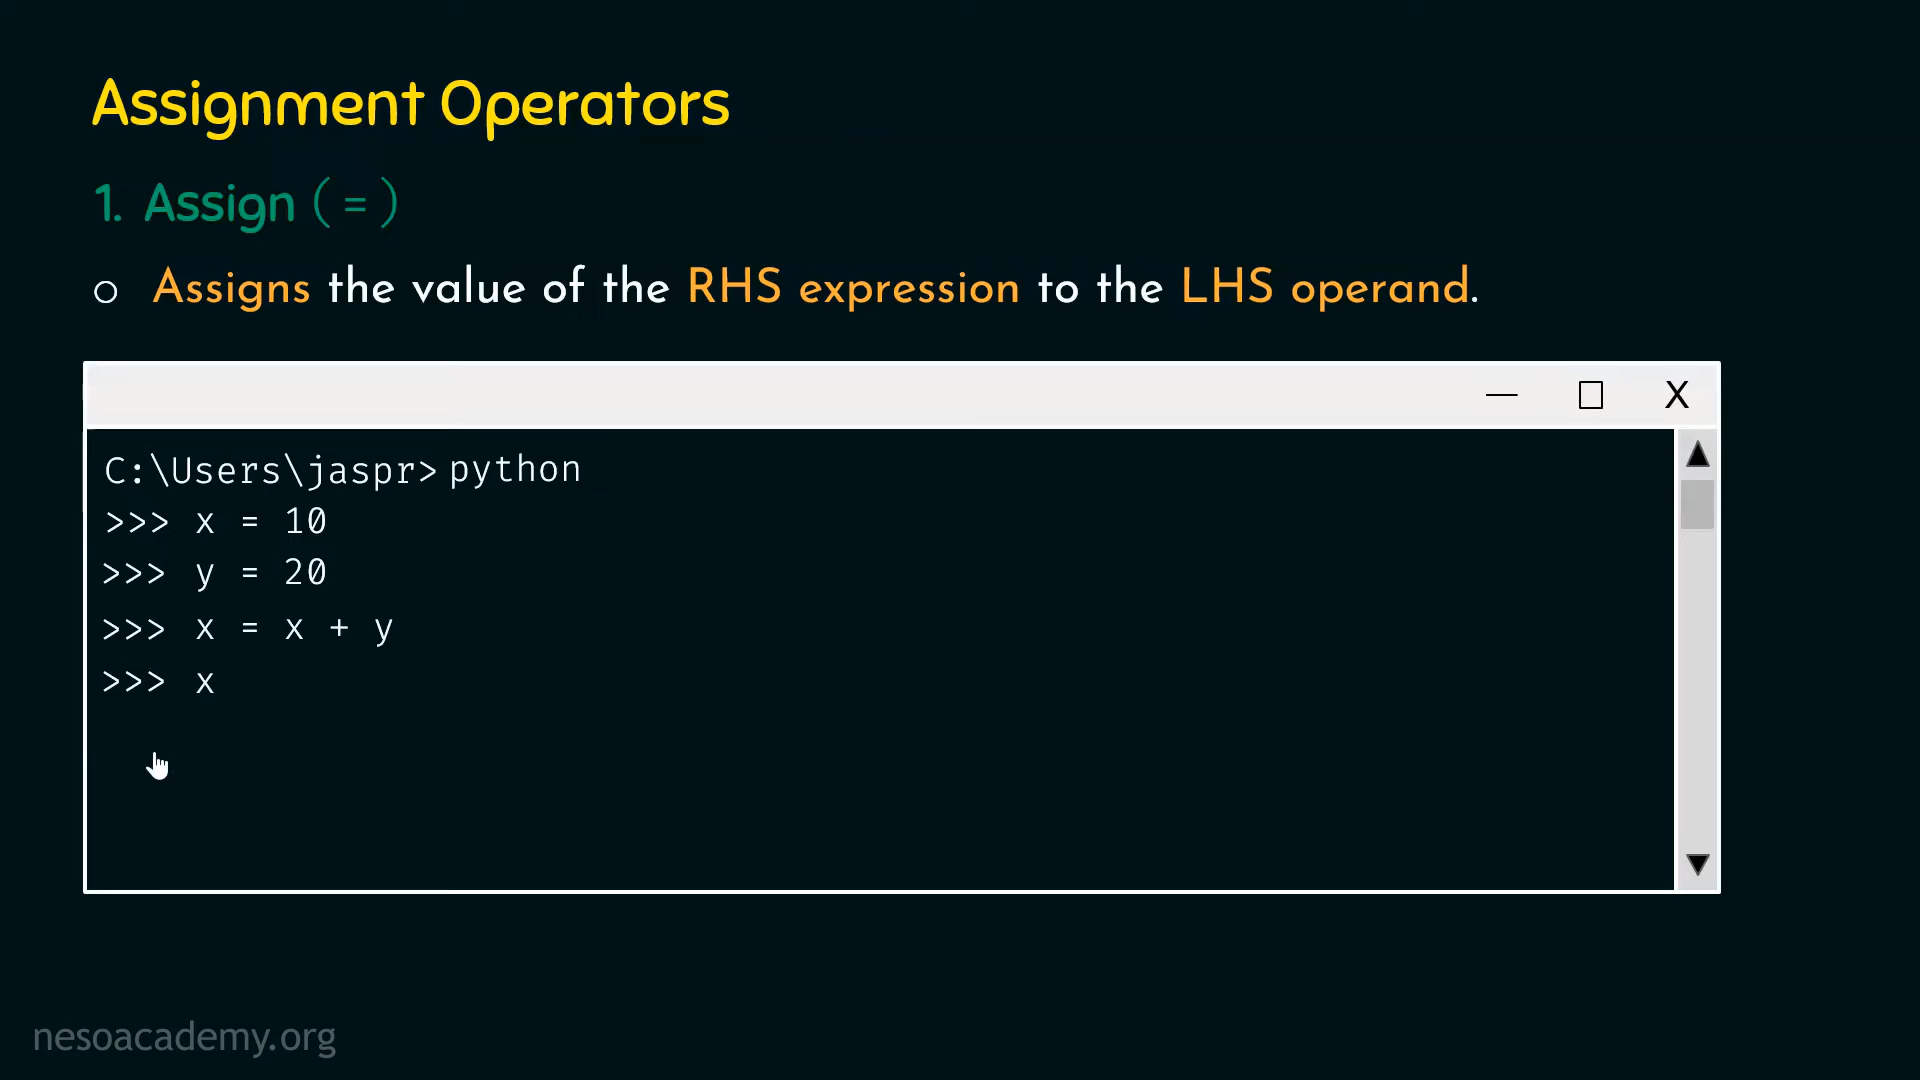 Assignment Operators
1. Assign ( = )
○ Assigns the value of the RHS expression to the LHS operand.
C:\Users\jaspr> python
>>> x = 10
>>> y = 20
>>> x = x + y
>>> x
nesoacademy.org